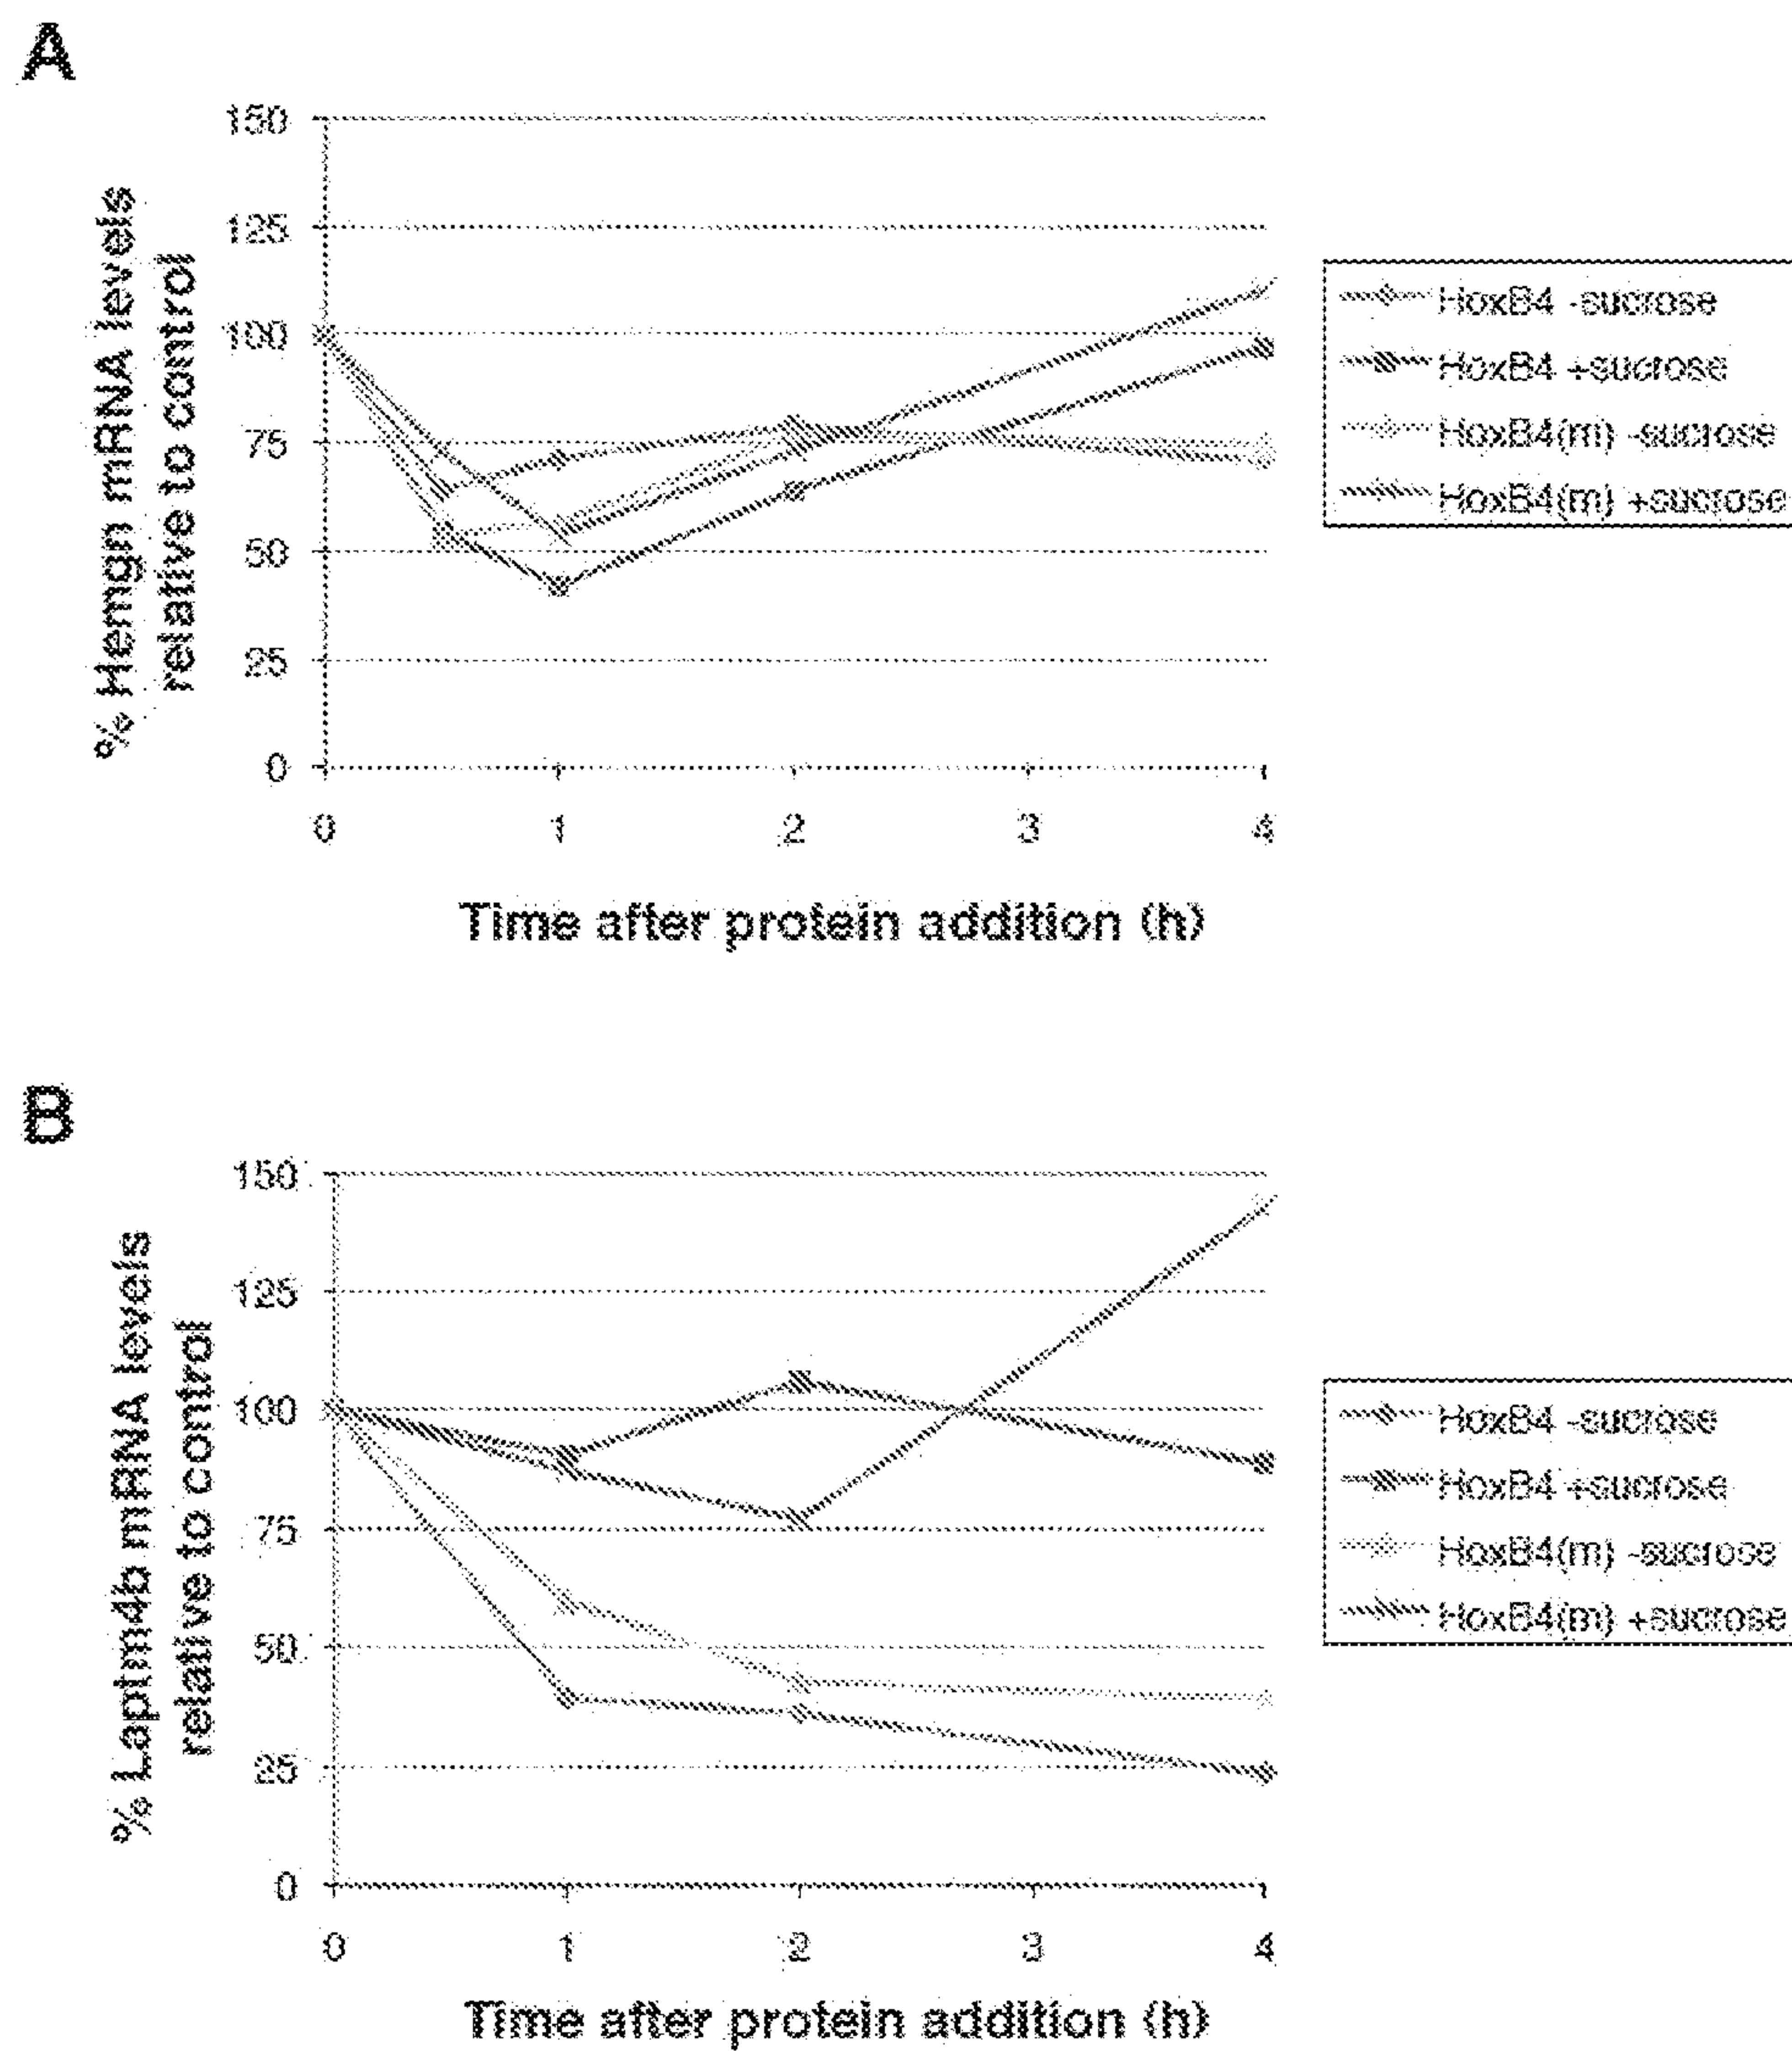 A
150
125
100
75
50
25
0
% Hemgn mRNA levels
relative to control
0 1 2 3 4
Time after protein addition (h)
HoxB4 -sucrose
HoxB4 +sucrose
HoxB4(m) -sucrose
HoxB4(m) +sucrose
B
150
125
100
75
50
25
0
% Laptm4b mRNA levels
relative to control
0 1 2 3 4
Time after protein addition (h)
HoxB4 -sucrose
HoxB4 +sucrose
HoxB4(m) -sucrose
HoxB4(m) +sucrose